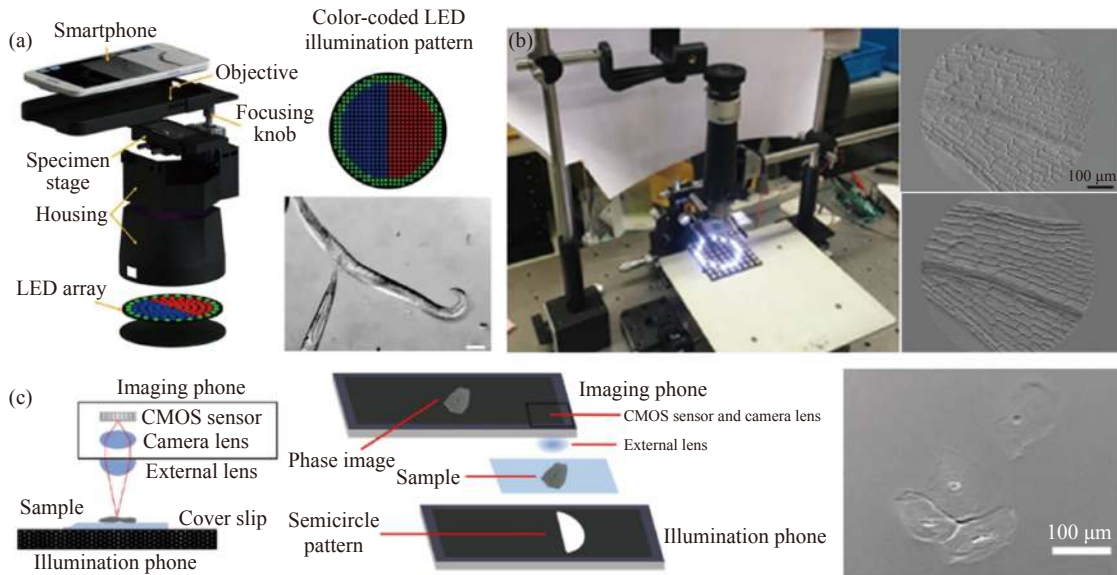 (a)
Smartphone
Color-coded LED
illumination pattern
Objective
Focusing
knob
Specimen
stage
Housing
LED array
(b)
100 μm
(c)
Imaging phone
CMOS sensor
Camera lens
External lens
Sample
Cover slip
Illumination phone
Imaging phone
CMOS sensor and camera lens
External lens
Phase image
Sample
Semicircle
pattern
Illumination phone
100 μm